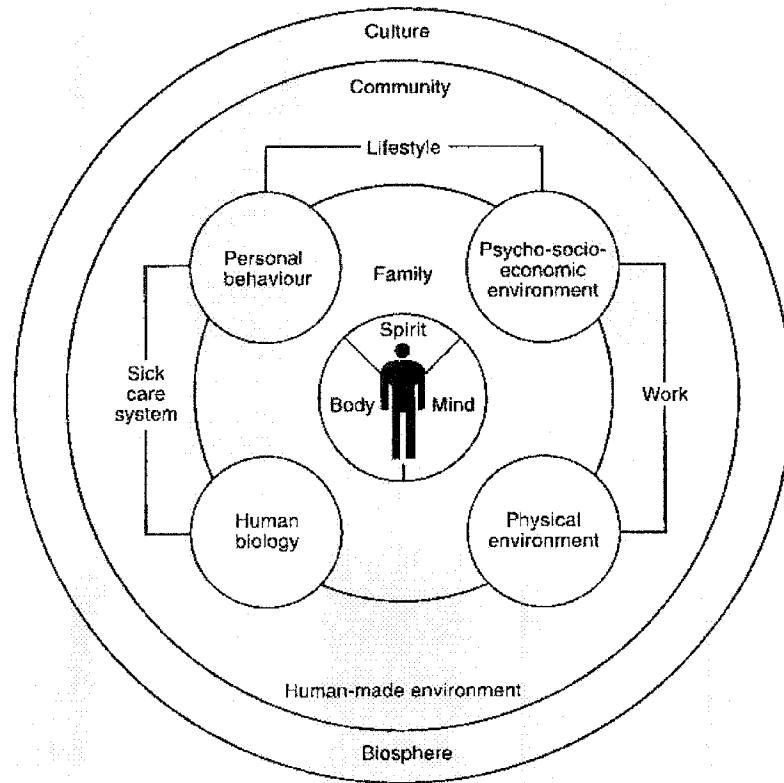 Culture
Community
Lifestyle
Personal
behaviour
Psycho-socio-
economic
environment
Family
Spirit
Body
Mind
Sick
care
system
Work
Human
biology
Physical
environment
Human-made environment
Biosphere